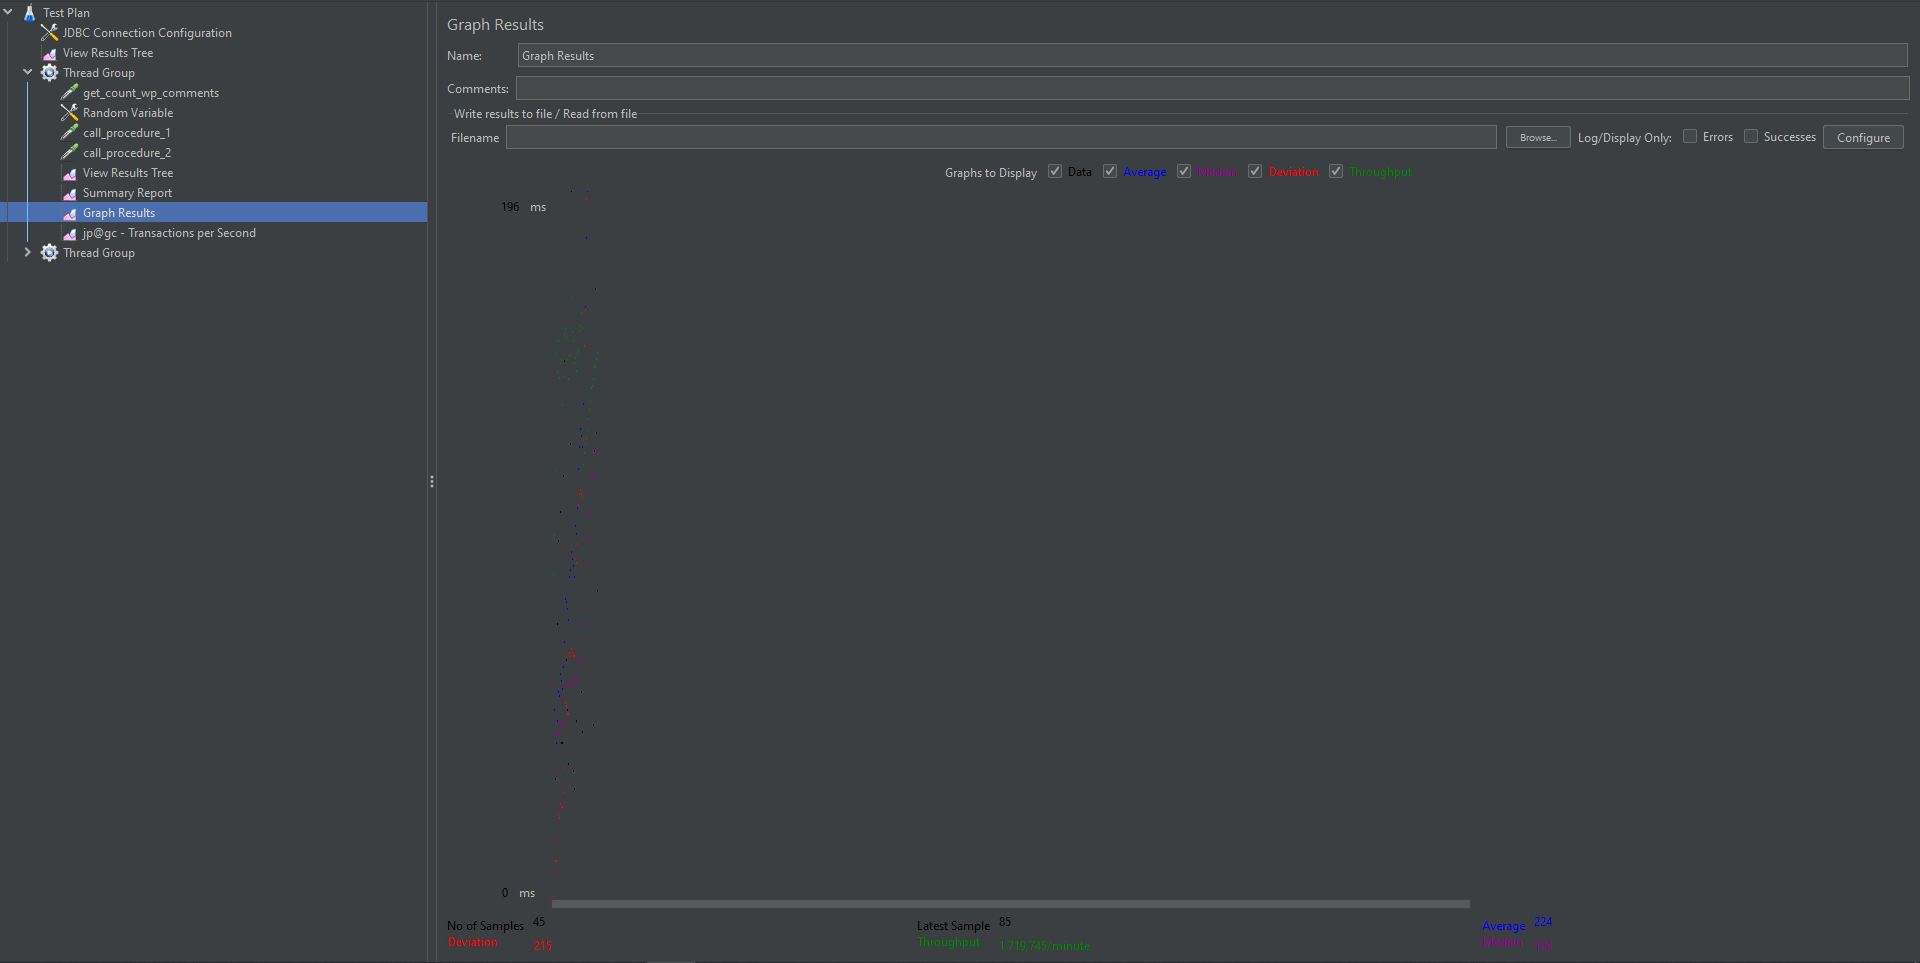 Test Plan
JDBC Connection Configuration
View Results Tree
Thread Group
get_count_wp_comments
Random Variable
call_procedure_1
call_procedure_2
View Results Tree
Summary Report
Graph Results
jp@gc - Transactions per Second
Thread Group
Graph Results
Name: Graph Results
Comments:
Write results to file / Read from file
Filename Browse... Log/Display Only: Errors Successes Configure
Graphs to Display Data Average Median Deviation Throughput
196 ms
0 ms
No of Samples 45 Latest Sample 85 Average 224
Deviation 215 Throughput 1 719,745/minute Median